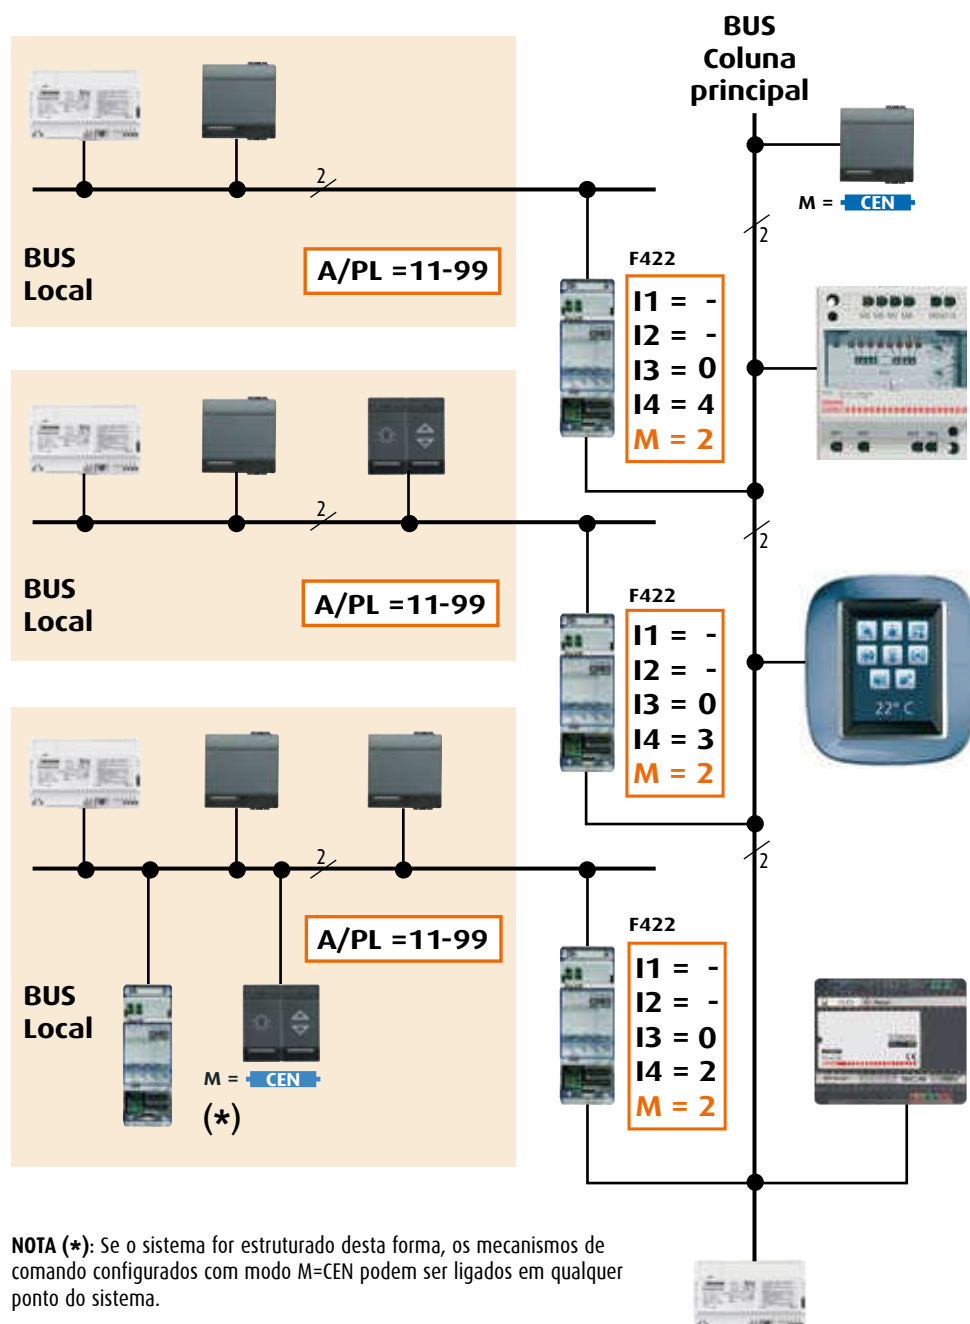 BUS
Coluna
principal
M = CEN
2
2
BUS
Local
A/PL =11-99
F422
I1 = -
I2 = -
I3 = 0
I4 = 4
M = 2
2
2
BUS
Local
A/PL =11-99
F422
I1 = -
I2 = -
I3 = 0
I4 = 3
M = 2
22° C
2
2
BUS
Local
A/PL =11-99
F422
I1 = -
I2 = -
I3 = 0
I4 = 2
M = 2
M = CEN
(*)
NOTA (*): Se o sistema for estruturado desta forma, os mecanismos de
comando configurados com modo M=CEN podem ser ligados em qualquer
ponto do sistema.